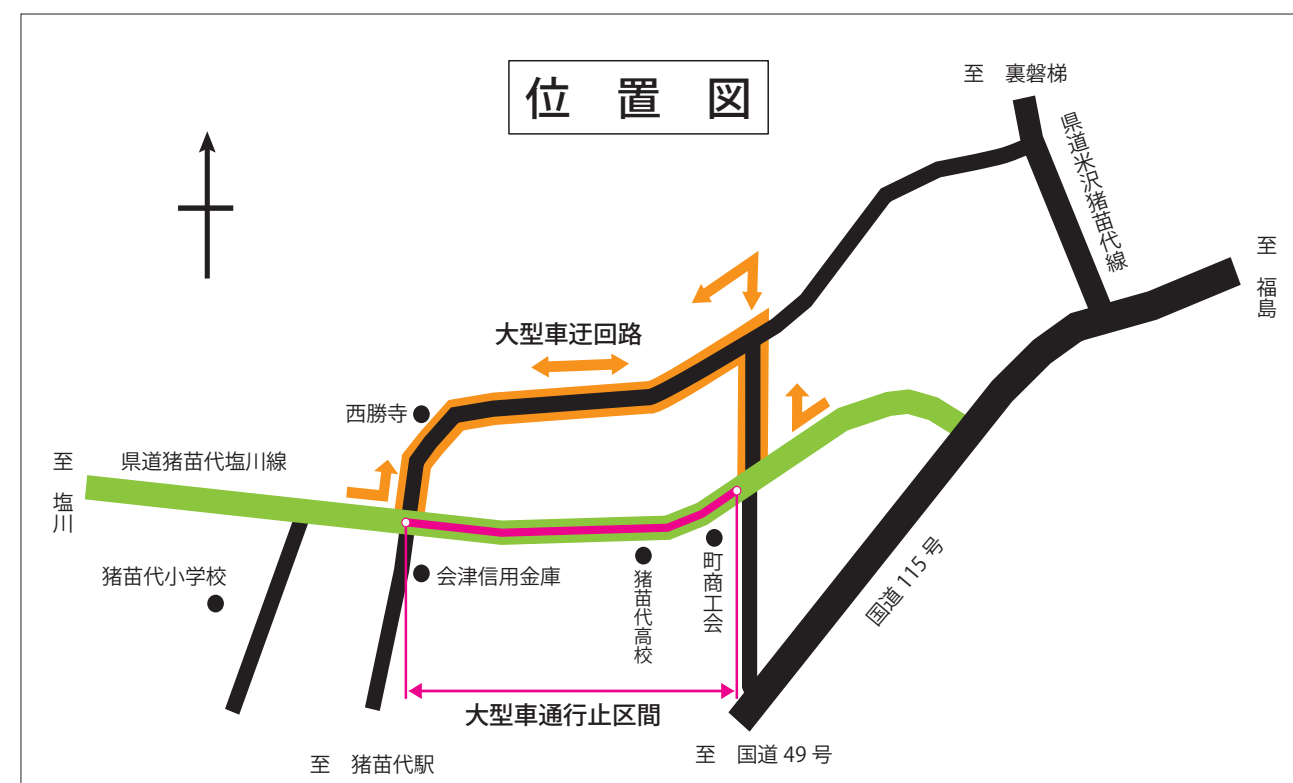 位 置 図
至 裏磐梯
県道米沢猪苗代線
至 福島
大型車迂回路
西勝寺
県道猪苗代塩川線
至 塩川
猪苗代小学校
会津信用金庫
猪苗代高校
町商工会
国道 115 号
大型車通行止区間
至 猪苗代駅
至 国道 49 号